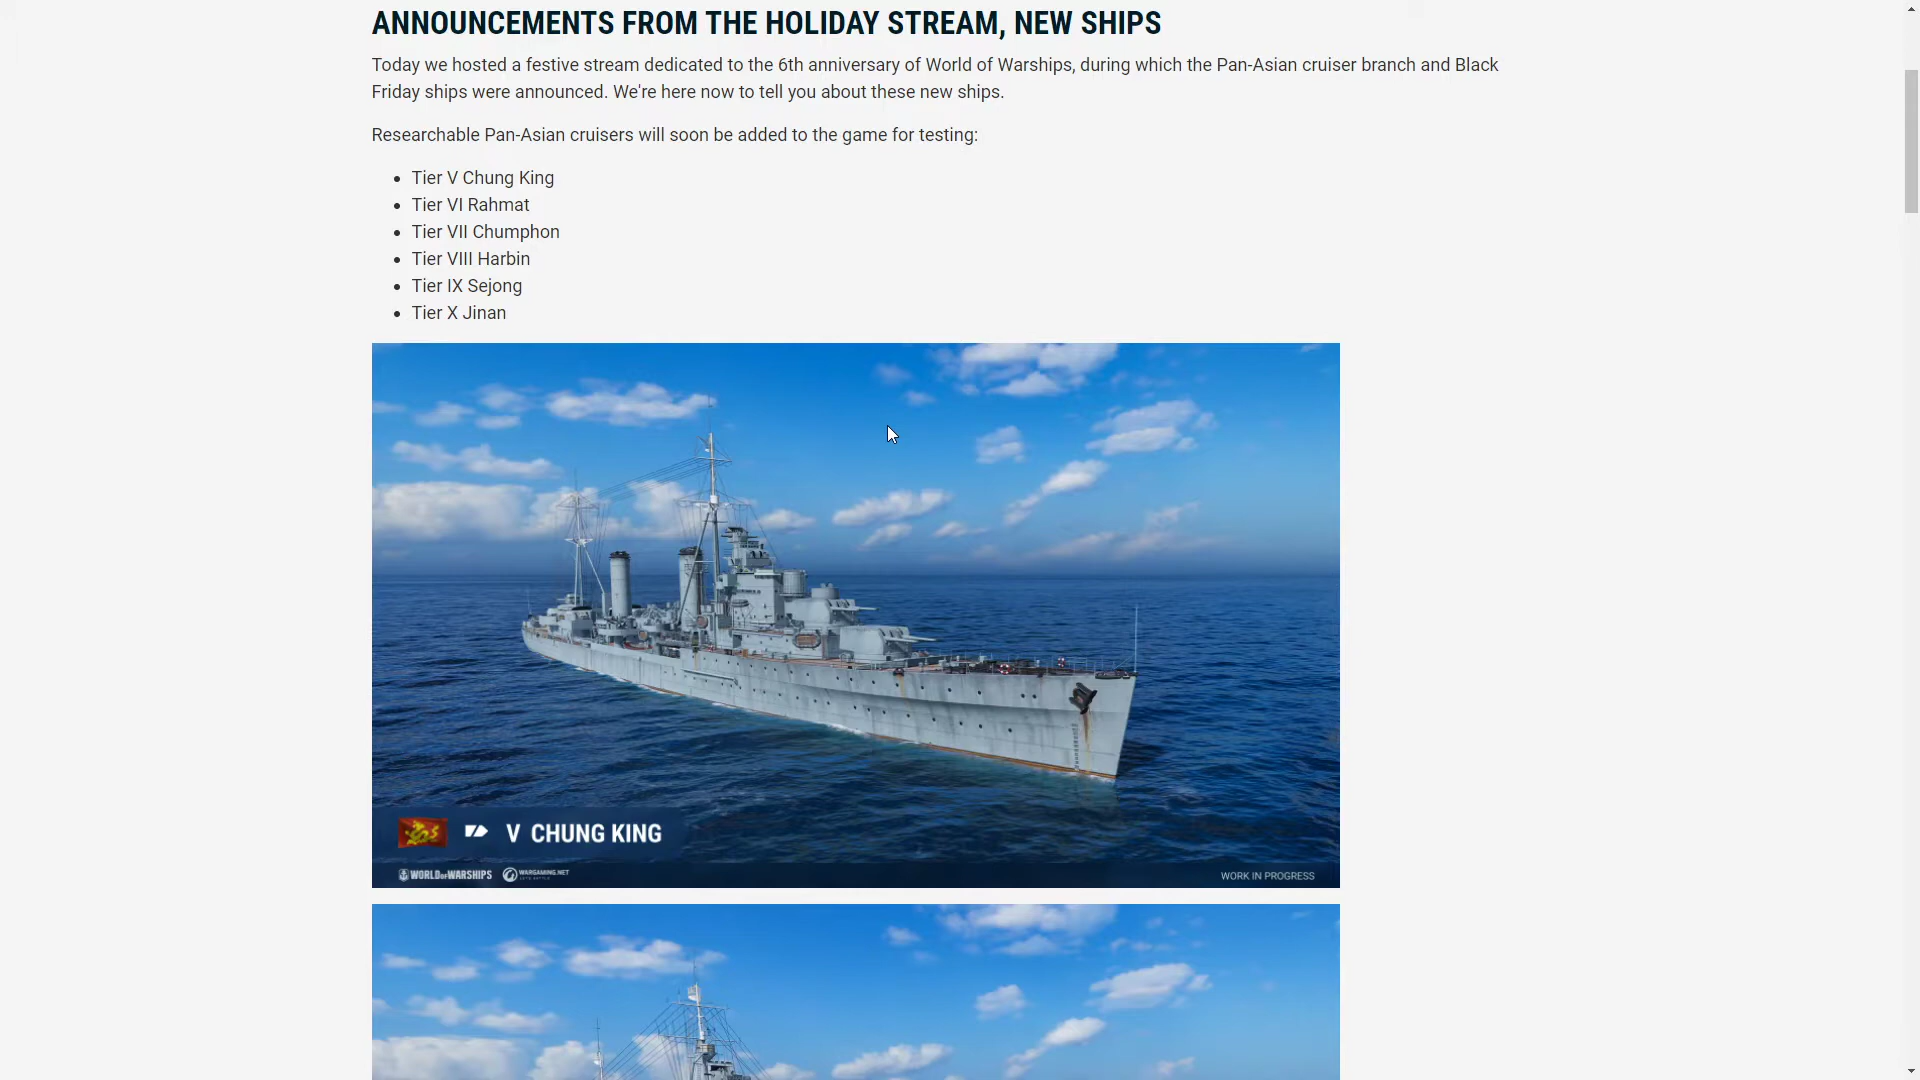 ANNOUNCEMENTS FROM THE HOLIDAY STREAM, NEW SHIPS
Today we hosted a festive stream dedicated to the 6th anniversary of World of Warships, during which the Pan-Asian cruiser branch and Black
Friday ships were announced. We're here now to tell you about these new ships.
Researchable Pan-Asian cruisers will soon be added to the game for testing:
Tier V Chung King
Tier VI Rahmat
Tier VII Chumphon
Tier VIII Harbin
Tier IX Sejong
Tier X Jinan
V CHUNG KING
WORLD OF WARSHIPS WARGAMING.NET WORK IN PROGRESS
LET'S BATTLE